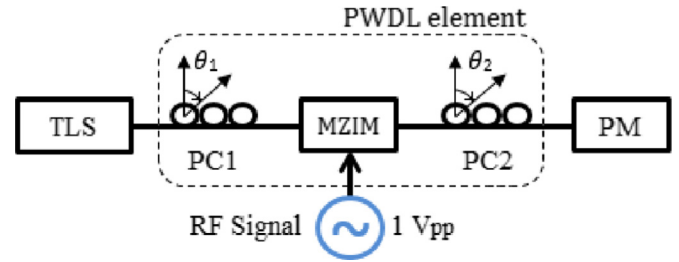 PWDL element
θ1 θ2
TLS MZIM PM
PC1 PC2
RF Signal ~ 1 Vpp